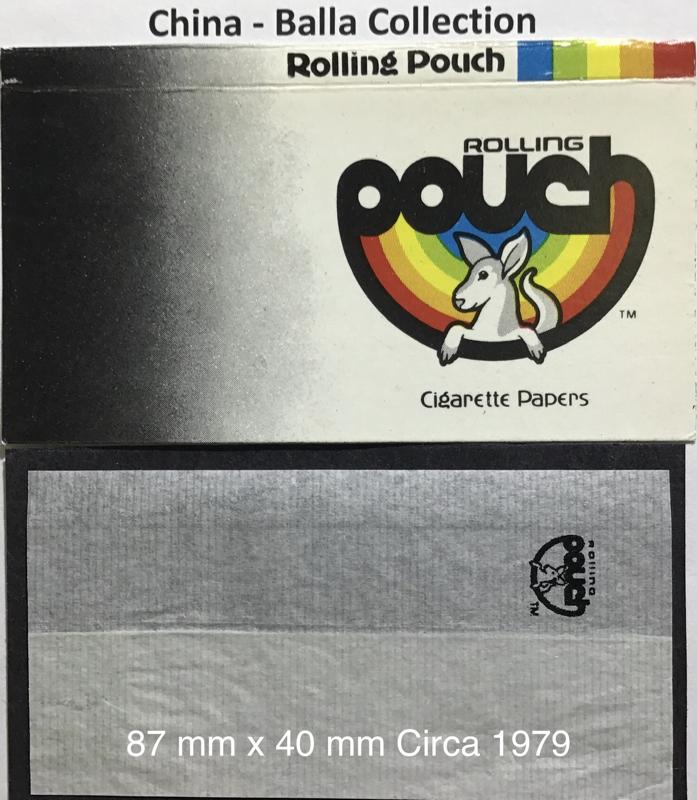 China - Balla Collection
Rolling Pouch
ROLLING
pouch
TM
Cigarette Papers
Rolling
pouch
TM
87 mm x 40 mm Circa 1979